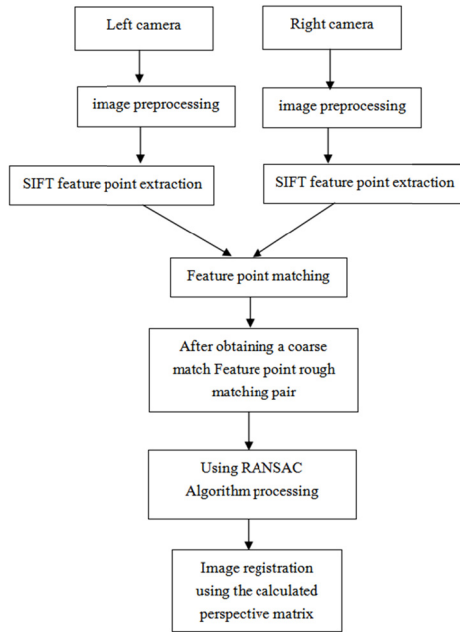 Left camera
Right camera
image preprocessing
image preprocessing
SIFT feature point extraction
SIFT feature point extraction
Feature point matching
After obtaining a coarse
match Feature point rough
matching pair
Using RANSAC
Algorithm processing
Image registration
using the calculated
perspective matrix